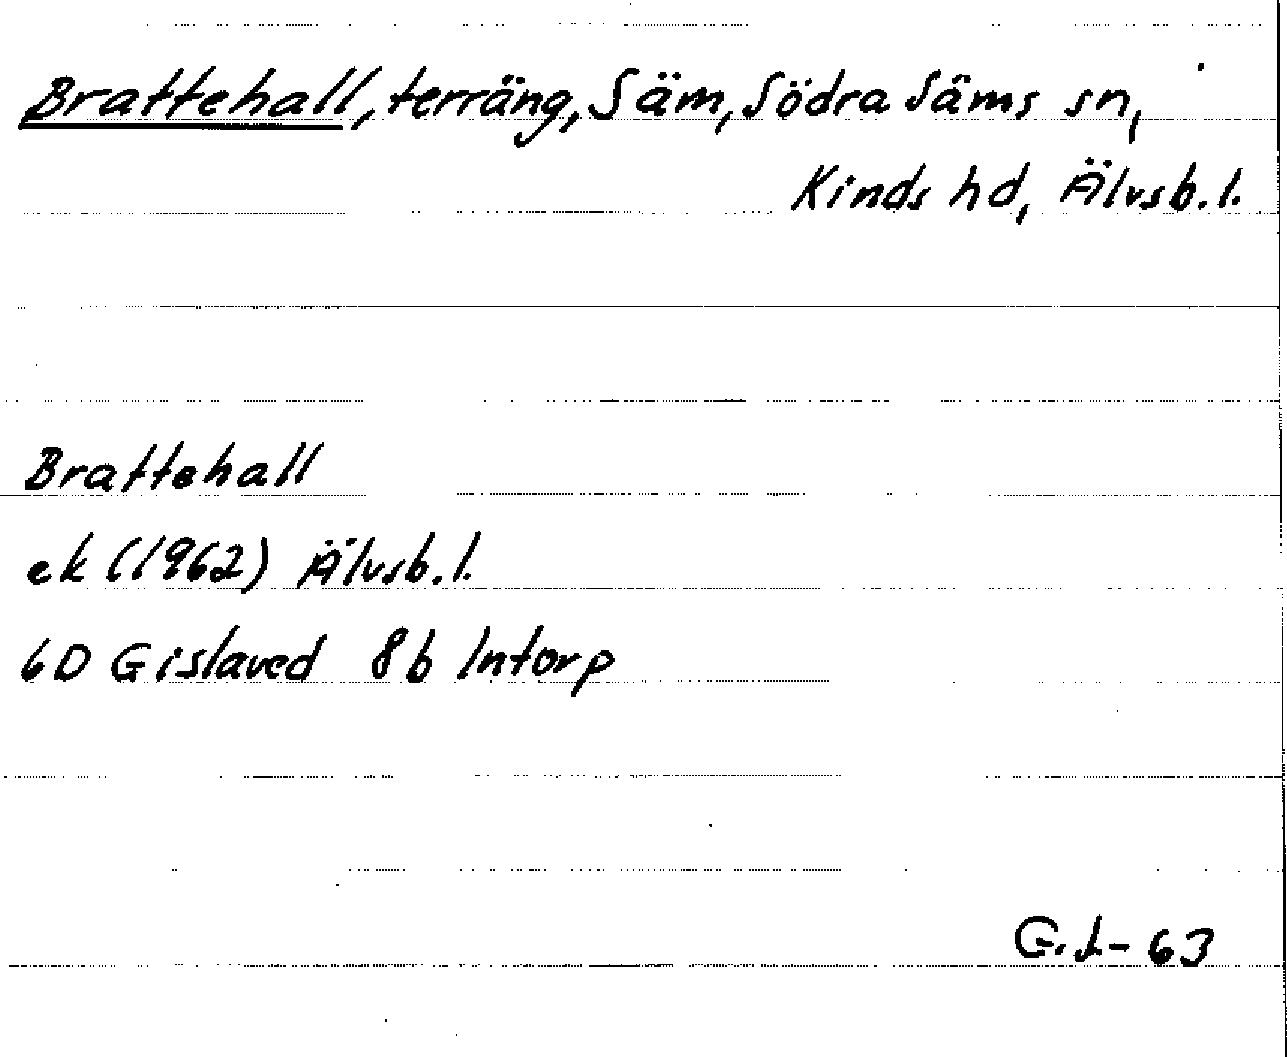 Brattehall, terräng, Säm, Södra Säms sn,
Kinds hd, Älvsb. l.
Brattehall
ek (1962) Älvsb. l.
6D Gislaved 8b Intorp
G.L-63